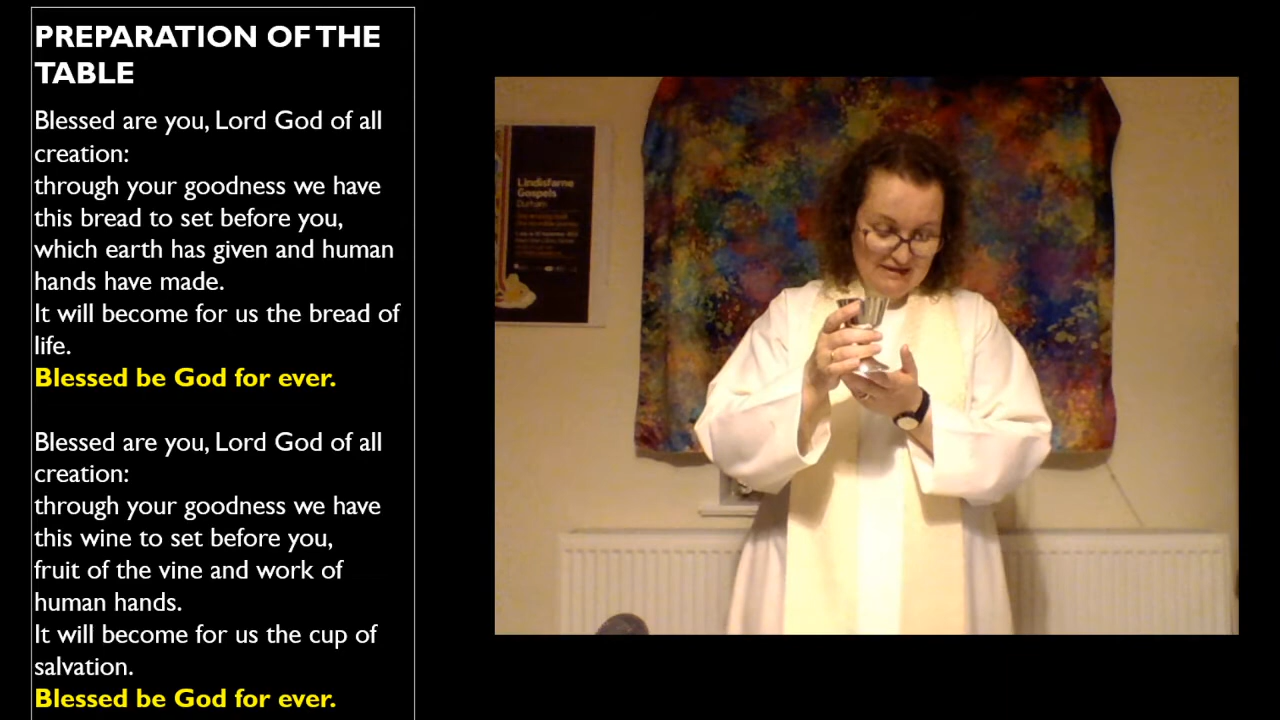 PREPARATION OF THE
TABLE
Blessed are you, Lord God of all
creation:
through your goodness we have
this bread to set before you,
which earth has given and human
hands have made.
It will become for us the bread of
life.
Blessed be God for ever.
Blessed are you, Lord God of all
creation:
through your goodness we have
this wine to set before you,
fruit of the vine and work of
human hands.
It will become for us the cup of
salvation.
Blessed be God for ever.
Lindisfarne
Gospels
Durham